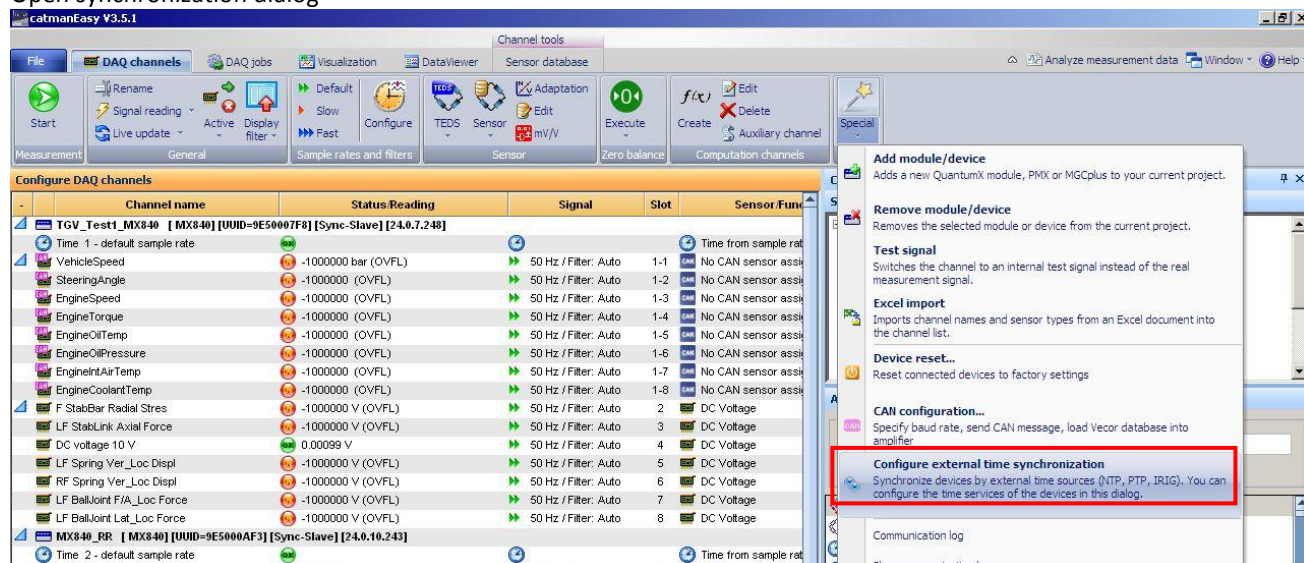 Open synchronization dialog
catmanEasy V3.5.1
Channel tools
File DAQ channels DAQ jobs Visualization DataViewer Sensor database Analyze measurement data Window Help
Start
Rename
Signal reading
Live update
Active
Display filter
Default
Slow
Fast
Configure
TEDS
Sensor
Adaptation
Edit
mV/V
Execute
Create
Edit
Delete
Auxiliary channel
Special
Measurement General Sample rates and filters Sensor Zero balance Computation channels
Configure DAQ channels
- Channel name Status/Reading Signal Slot Sensor/Func
TGV_Test1_MX840 [ MX840] [UUID=9E50007F8] [Sync-Slave] [24.0.7.248]
Time 1 - default sample rate OK Time from sample rat
VehicleSpeed -1000000 bar (OVFL) 50 Hz / Filter: Auto 1-1 CAN No CAN sensor assi
SteeringAngle -1000000 (OVFL) 50 Hz / Filter: Auto 1-2 CAN No CAN sensor assi
EngineSpeed -1000000 (OVFL) 50 Hz / Filter: Auto 1-3 CAN No CAN sensor assi
EngineTorque -1000000 (OVFL) 50 Hz / Filter: Auto 1-4 CAN No CAN sensor assi
EngineOilTemp -1000000 (OVFL) 50 Hz / Filter: Auto 1-5 CAN No CAN sensor assi
EngineOilPressure -1000000 (OVFL) 50 Hz / Filter: Auto 1-6 CAN No CAN sensor assi
EngineIntAirTemp -1000000 (OVFL) 50 Hz / Filter: Auto 1-7 CAN No CAN sensor assi
EngineCoolantTemp -1000000 (OVFL) 50 Hz / Filter: Auto 1-8 CAN No CAN sensor assi
F StabBar Radial Stres -1000000 V (OVFL) 50 Hz / Filter: Auto 2 DC Voltage
LF StabLink Axial Force -1000000 V (OVFL) 50 Hz / Filter: Auto 3 DC Voltage
DC voltage 10 V OK 0.00099 V 50 Hz / Filter: Auto 4 DC Voltage
LF Spring Ver_Loc Displ -1000000 V (OVFL) 50 Hz / Filter: Auto 5 DC Voltage
RF Spring Ver_Loc Displ -1000000 V (OVFL) 50 Hz / Filter: Auto 6 DC Voltage
LF BallJoint F/A_Loc Force -1000000 V (OVFL) 50 Hz / Filter: Auto 7 DC Voltage
LF BallJoint Lat_Loc Force -1000000 V (OVFL) 50 Hz / Filter: Auto 8 DC Voltage
MX840_RR [ MX840] [UUID=9E5000AF3] [Sync-Slave] [24.0.10.243]
Time 2 - default sample rate OK Time from sample rat
Add module/device
Adds a new QuantumX module, PMX or MGCplus to your current project.
Remove module/device
Removes the selected module or device from the current project.
Test signal
Switches the channel to an internal test signal instead of the real
measurement signal.
Excel import
Imports channel names and sensor types from an Excel document into
the channel list.
Device reset...
Reset connected devices to factory settings
CAN configuration...
Specify baud rate, send CAN message, load Vecor database into
amplifier
Configure external time synchronization
Synchronize devices by external time sources (NTP, PTP, IRIG). You can
configure the time services of the devices in this dialog.
Communication log